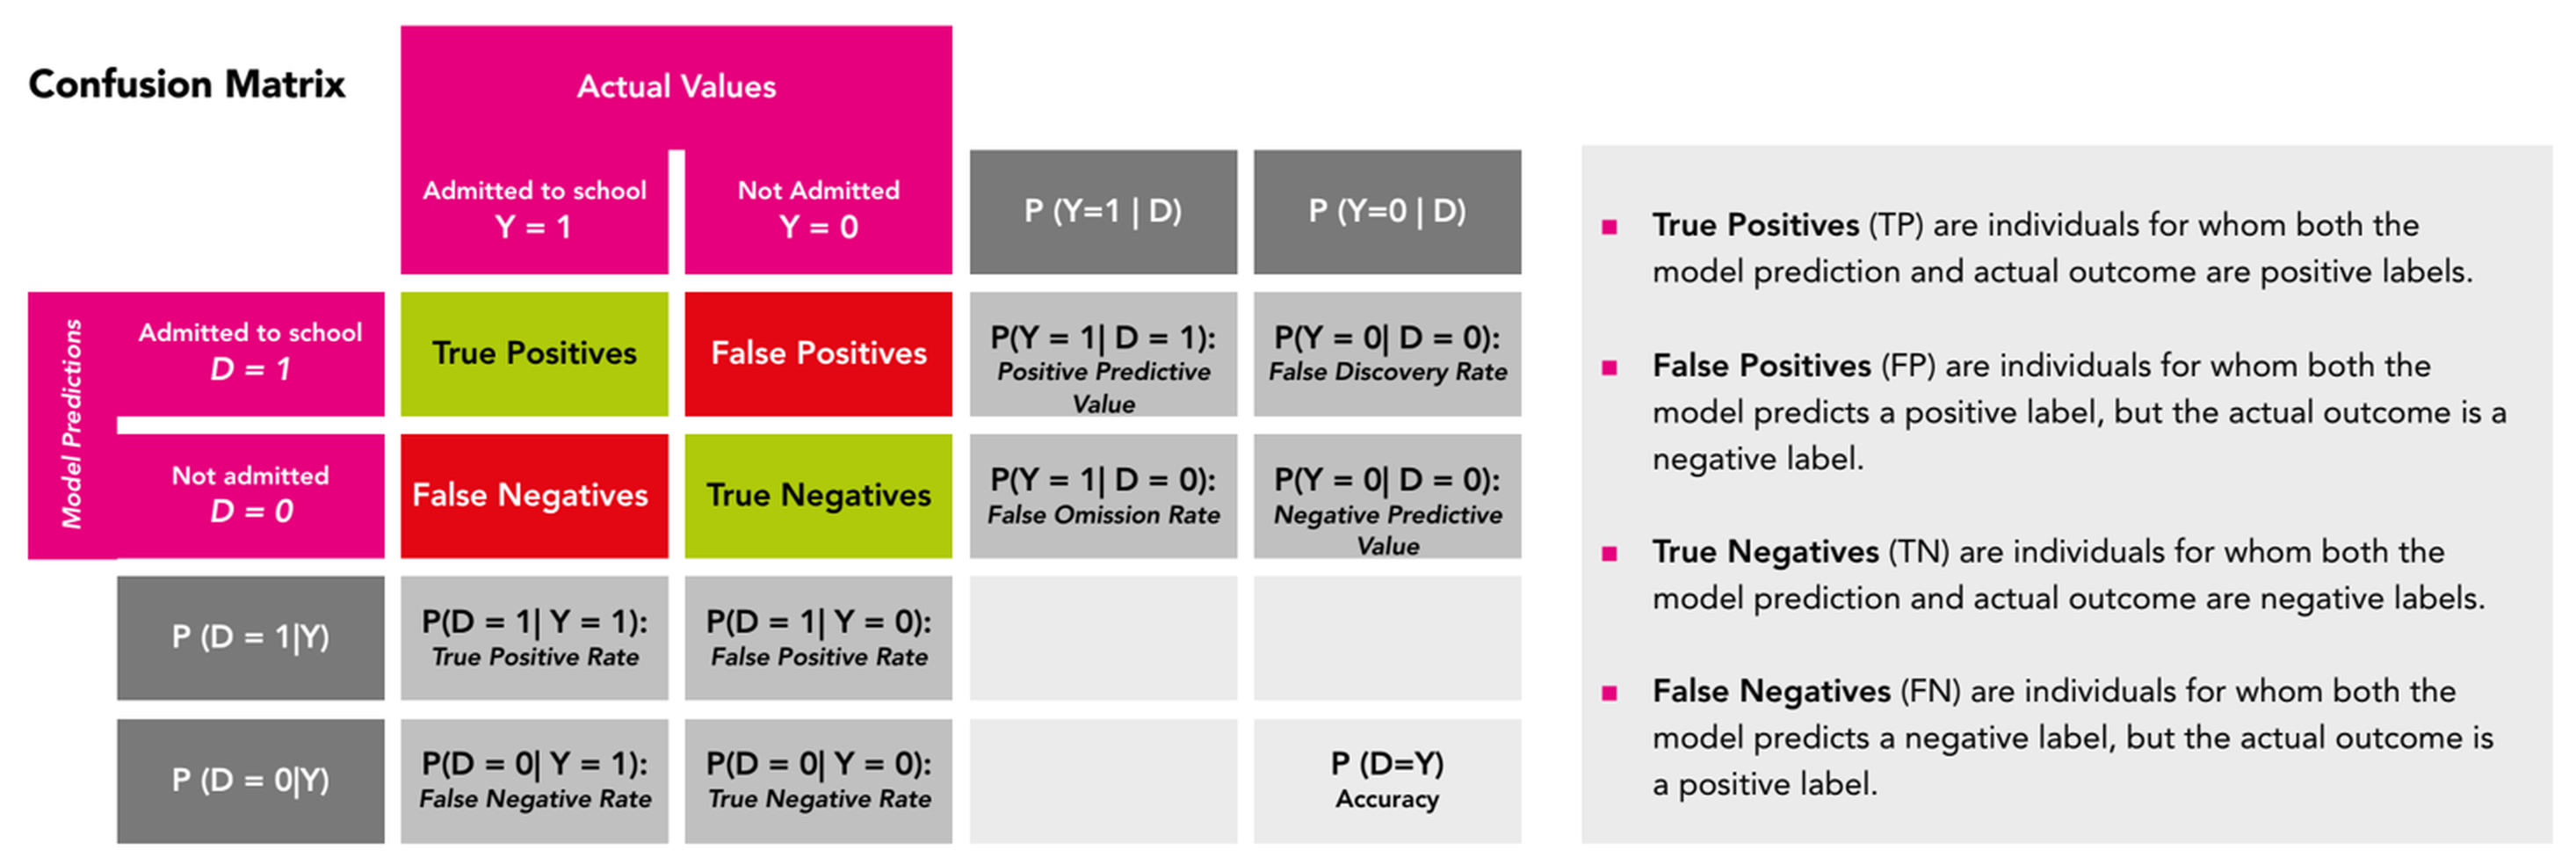 Confusion Matrix
Actual Values
Admitted to school
Y = 1
Not Admitted
Y = 0
P (Y=1 | D)
P (Y=0 | D)
Model Predictions
Admitted to school
D = 1
True Positives
False Positives
P(Y = 1| D = 1):
Positive Predictive
Value
P(Y = 0| D = 0):
False Discovery Rate
Not admitted
D = 0
False Negatives
True Negatives
P(Y = 1| D = 0):
False Omission Rate
P(Y = 0| D = 0):
Negative Predictive
Value
P (D = 1|Y)
P(D = 1| Y = 1):
True Positive Rate
P(D = 1| Y = 0):
False Positive Rate
P (D = 0|Y)
P(D = 0| Y = 1):
False Negative Rate
P(D = 0| Y = 0):
True Negative Rate
P (D=Y)
Accuracy
True Positives (TP) are individuals for whom both the
model prediction and actual outcome are positive labels.
False Positives (FP) are individuals for whom both the
model predicts a positive label, but the actual outcome is a
negative label.
True Negatives (TN) are individuals for whom both the
model prediction and actual outcome are negative labels.
False Negatives (FN) are individuals for whom both the
model predicts a negative label, but the actual outcome is
a positive label.